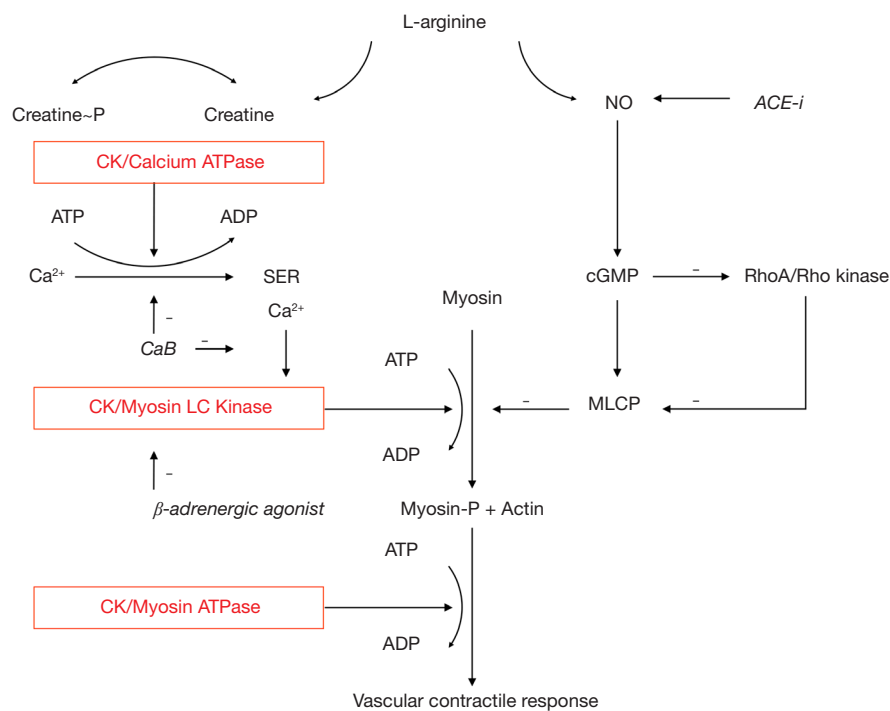 L-arginine
Creatine~P
Creatine
NO
ACE-i
CK/Calcium ATPase
ATP
ADP
Ca²⁺
SER
cGMP
–
RhoA/Rho kinase
Myosin
Ca²⁺
–
CaB
–
ATP
CK/Myosin LC Kinase
–
MLCP
–
ADP
–
β-adrenergic agonist
Myosin-P + Actin
ATP
CK/Myosin ATPase
ADP
Vascular contractile response